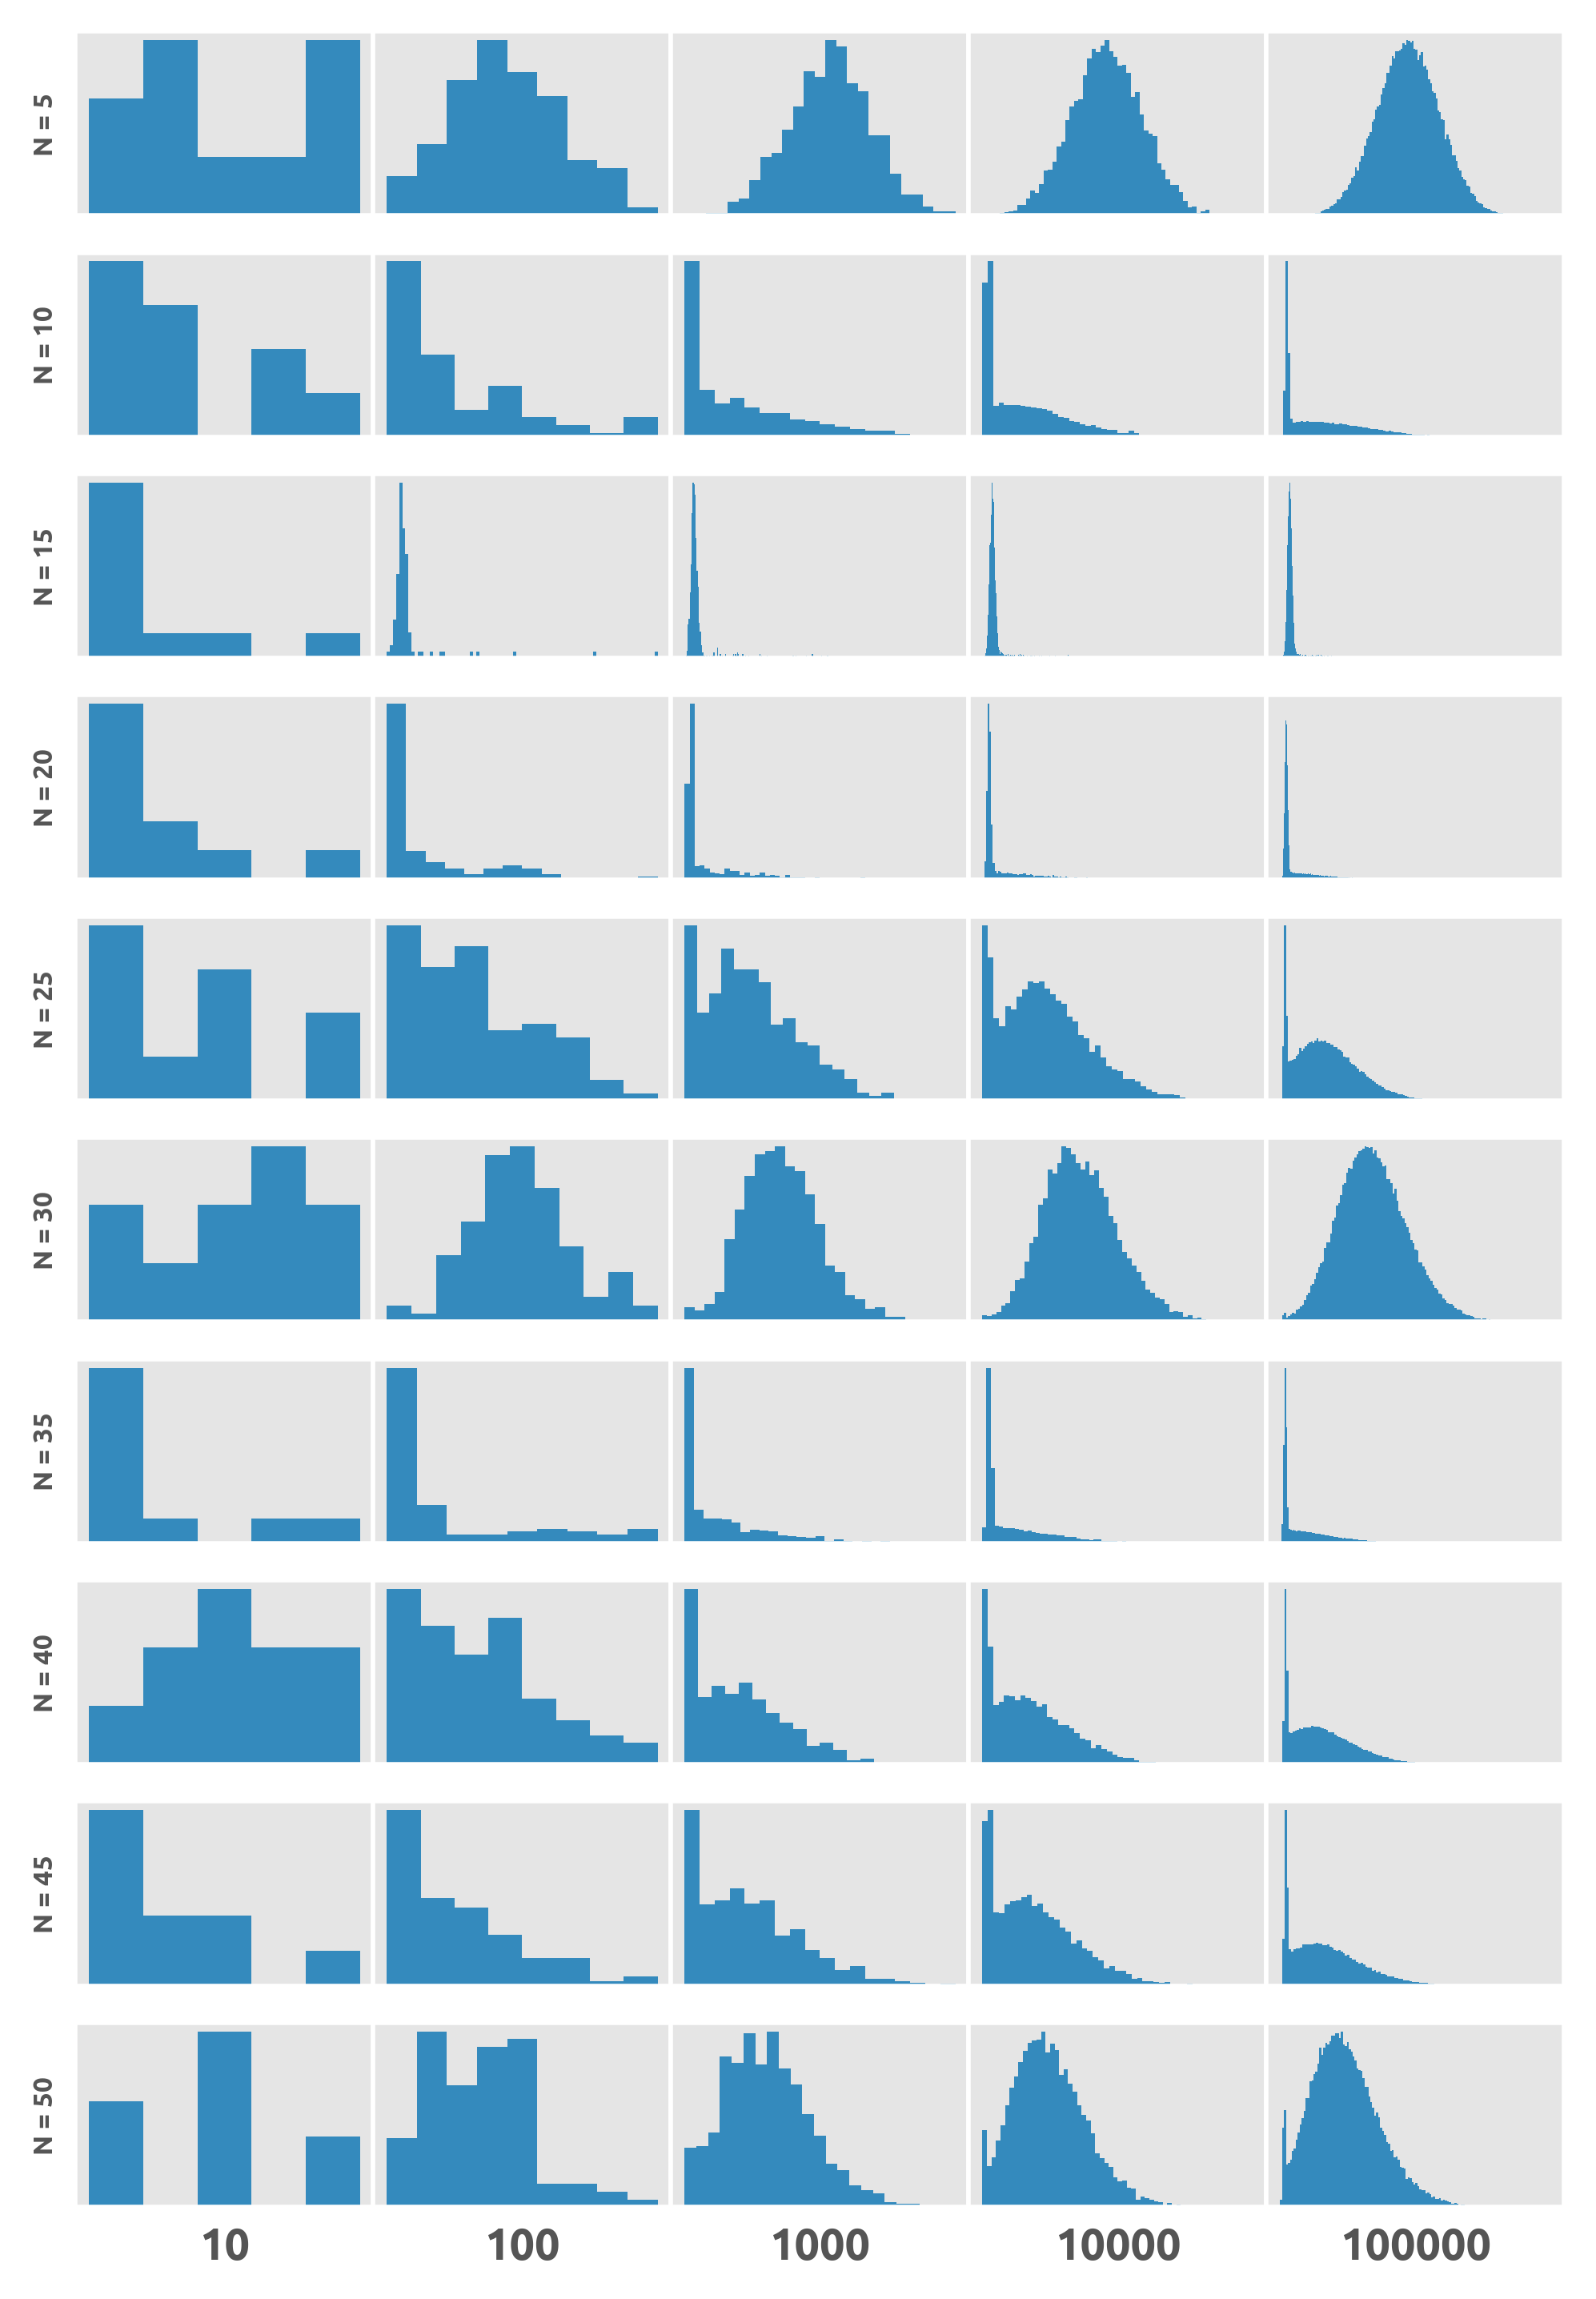 N = 5
N = 10
N = 15
N = 20
N = 25
N = 30
N = 35
N = 40
N = 45
N = 50
10 100 1000 10000 100000